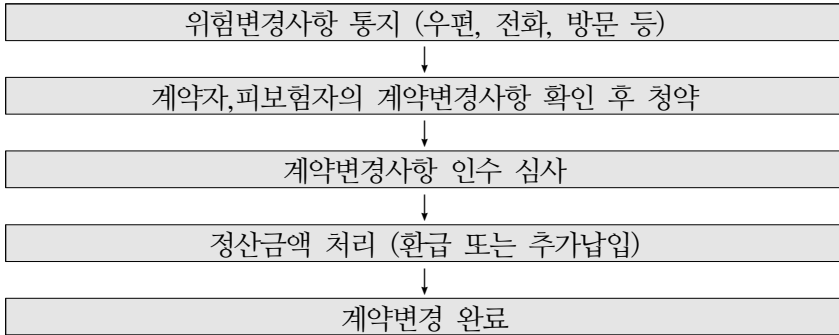 위험변경사항 통지 (우편, 전화, 방문 등)
계약자,피보험자의 계약변경사항 확인 후 청약
계약변경사항 인수 심사
정산금액 처리 (환급 또는 추가납입)
계약변경 완료